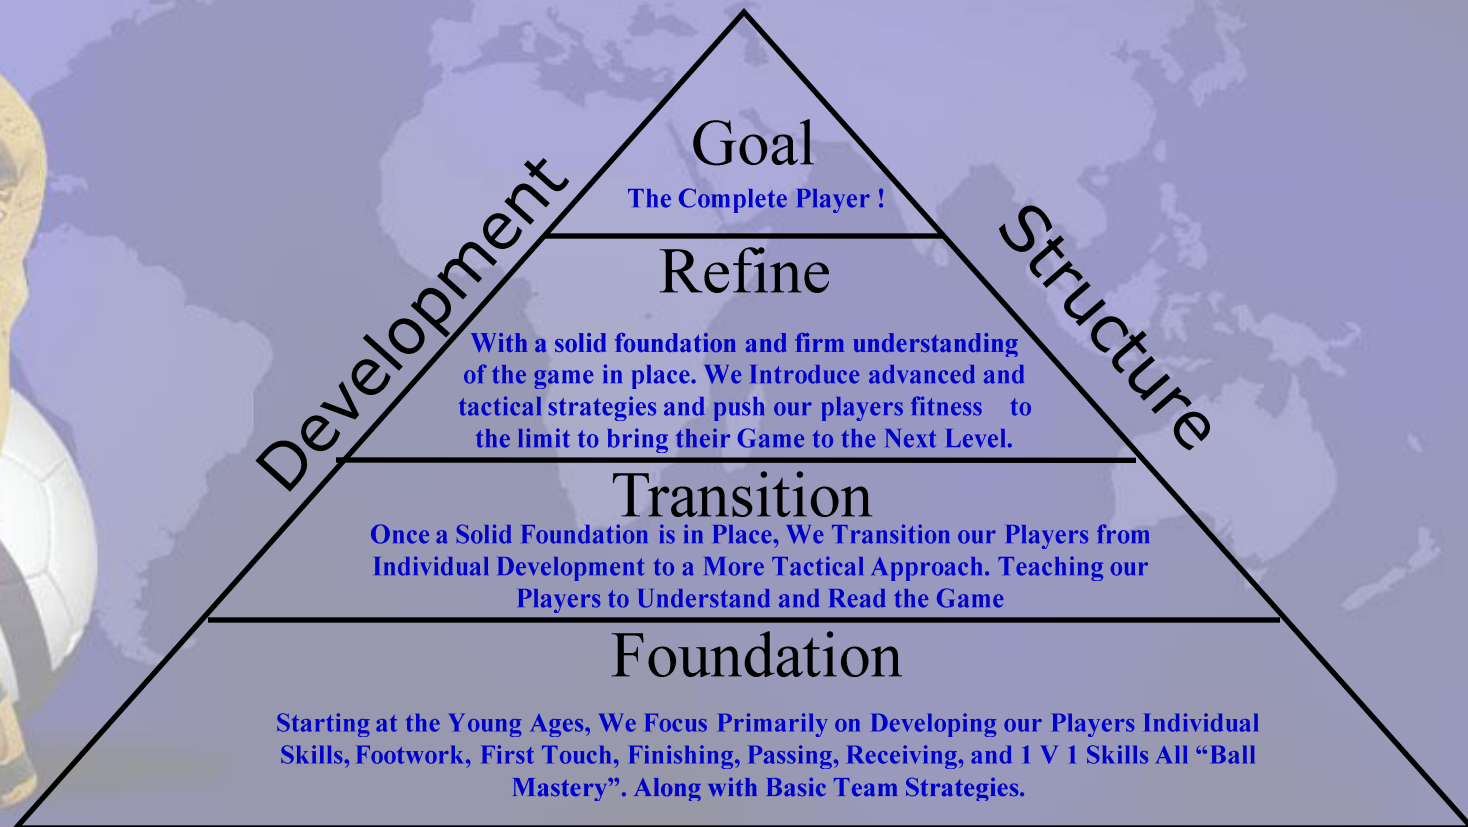 Goal
The Complete Player !
Development
Structure
Refine
With a solid foundation and firm understanding
of the game in place. We Introduce advanced and
tactical strategies and push our players fitness to
the limit to bring their Game to the Next Level.
Transition
Once a Solid Foundation is in Place, We Transition our Players from
Individual Development to a More Tactical Approach. Teaching our
Players to Understand and Read the Game
Foundation
Starting at the Young Ages, We Focus Primarily on Developing our Players Individual
Skills, Footwork, First Touch, Finishing, Passing, Receiving, and 1 V 1 Skills All “Ball
Mastery”. Along with Basic Team Strategies.